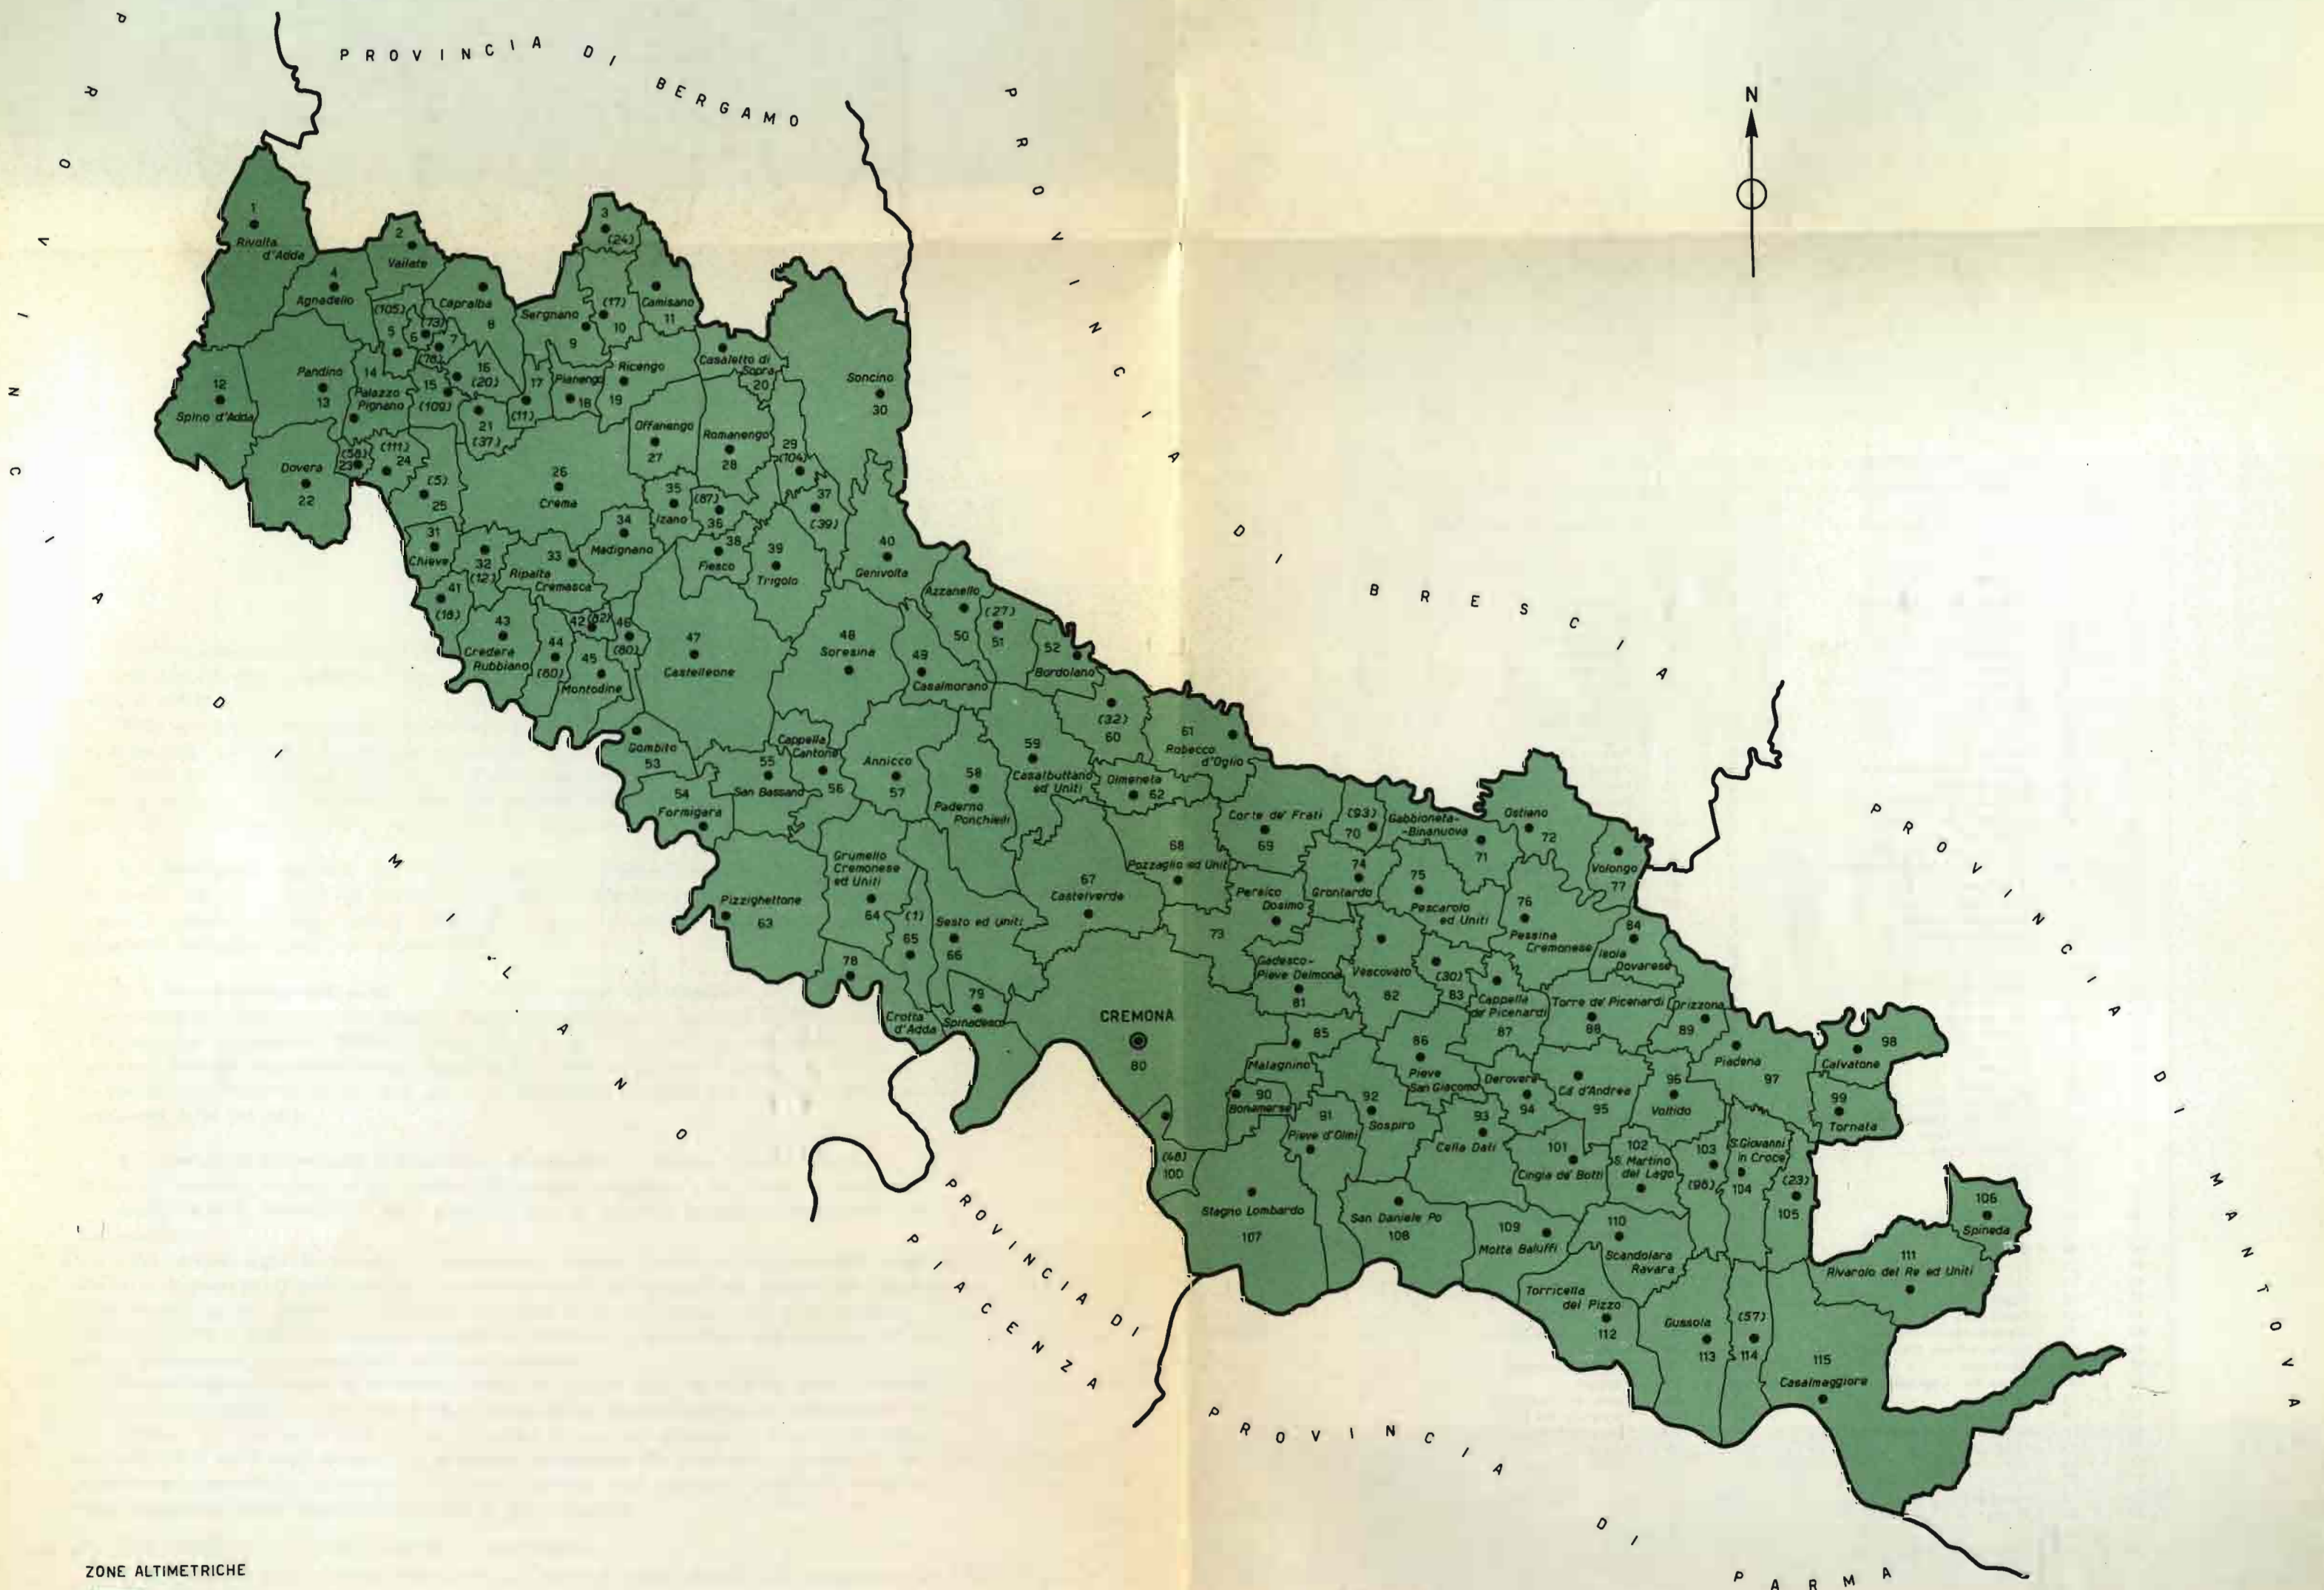 PROVINCIA DI
BERGAMO
PROVINCIA
DI
BRESCIA
PROVINCIA
DI
MILANO
N
1
Rivolta
d'Adda
2
Vailate
3
(24)
4
Agnadello
(105)
5
(73)
6
7
(76)
Capralba
8
Sergnano
9
(17)
10
Camisano
11
12
Spino d'Adda
Pandino
13
14
Palazzo
Pignano
15
(109)
16
(20)
17
(11)
Pianengo
18
Ricengo
19
Casaletto di
Sopra
20
21
(37)
Dovera
22
(58)
23
(111)
24
(5)
25
26
Crema
Offanengo
27
Romanengo
28
29
(104)
Soncino
30
31
Chieve
32
(12)
33
Ripalta
Cremasca
34
Madignano
35
Izano
(87)
36
37
(39)
38
Fiesco
39
Trigolo
40
Genivolta
41
(18)
42
(82)
43
Credera
Rubbiano
44
(60)
45
Montodine
46
(80)
47
Castelleone
48
Soresina
49
Casalmorano
Azzanello
50
(27)
51
52
Bordolano
Gombito
53
54
Formigara
55
San Bassano
Cappella
Cantone
56
Annicco
57
58
Paderno
Ponchielli
59
Casalbuttano
ed Uniti
(32)
60
61
Robecco
d'Oglio
Olmeneta
62
Pizzighettone
63
Grumello
Cremonese
ed Uniti
64
(1)
65
Sesto ed Uniti
66
67
Castelverde
68
Pozzaglio ed Uniti
Corte de' Frati
69
(93)
70
Gabbioneta-
-Binanuova
71
Ostiano
72
Persico
Dosimo
73
74
Grontardo
75
Pescarolo
ed Uniti
76
Pessina
Cremonese
Volongo
77
78
Crotta
d'Adda
79
Spinadesco
CREMONA
80
Gadesco-
Pieve Delmona
81
Vescovato
82
(30)
83
84
Isola
Dovarese
85
Malagnino
86
Pieve
San Giacomo
Cappella
de' Picenardi
87
Torre de' Picenardi
88
Drizzona
89
90
Bonemerse
91
Pieve d'Olmi
92
Sospiro
93
Cella Dati
Derovere
94
Cà d'Andrea
95
96
Voltido
Piadena
97
98
Calvatone
99
Tornata
(48)
100
101
Cingia de' Botti
102
S. Martino
del Lago
103
(98)
S. Giovanni
in Croce
104
(23)
105
106
Spineda
Stagno Lombardo
107
San Daniele Po
108
109
Motta Baluffi
110
Scandolara
Ravara
111
Rivarolo del Re ed Uniti
Torricella
del Pizzo
112
Gussola
113
(57)
114
115
Casalmaggiore
PROVINCIA DI
PIACENZA
PROVINCIA
DI
PARMA
PROVINCIA DI MANTOVA
ZONE ALTIMETRICHE